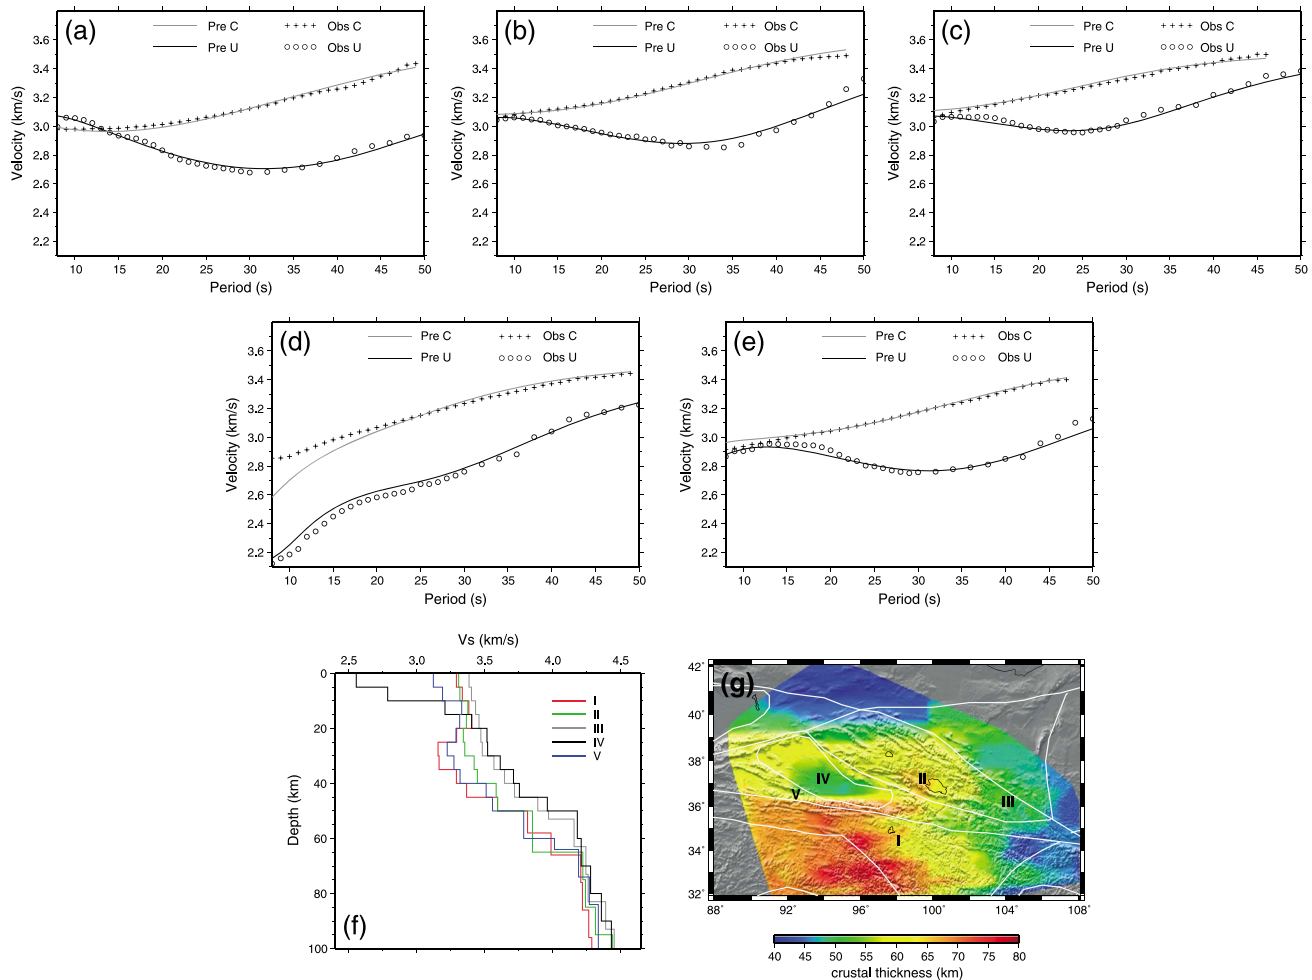 (a)
Pre C
Obs C
Pre U
Obs U
3.6
3.4
3.2
3.0
2.8
2.6
2.4
2.2
Velocity (km/s)
10 15 20 25 30 35 40 45 50
Period (s)
(b)
Pre C
Obs C
Pre U
Obs U
3.6
3.4
3.2
3.0
2.8
2.6
2.4
2.2
Velocity (km/s)
10 15 20 25 30 35 40 45 50
Period (s)
(c)
Pre C
Obs C
Pre U
Obs U
3.6
3.4
3.2
3.0
2.8
2.6
2.4
2.2
Velocity (km/s)
10 15 20 25 30 35 40 45 50
Period (s)
(d)
Pre C
Obs C
Pre U
Obs U
3.6
3.4
3.2
3.0
2.8
2.6
2.4
2.2
Velocity (km/s)
10 15 20 25 30 35 40 45 50
Period (s)
(e)
Pre C
Obs C
Pre U
Obs U
3.6
3.4
3.2
3.0
2.8
2.6
2.4
2.2
Velocity (km/s)
10 15 20 25 30 35 40 45 50
Period (s)
Vs (km/s)
2.5 3.0 3.5 4.0 4.5
0
20
40
60
80
100
Depth (km)
I
II
III
IV
V
(f)
(g)
42˚
40˚
38˚
36˚
34˚
32˚
IV
II
V
III
I
88˚ 92˚ 96˚ 100˚ 104˚ 108˚
40 45 50 55 60 65 70 75 80
crustal thickness (km)